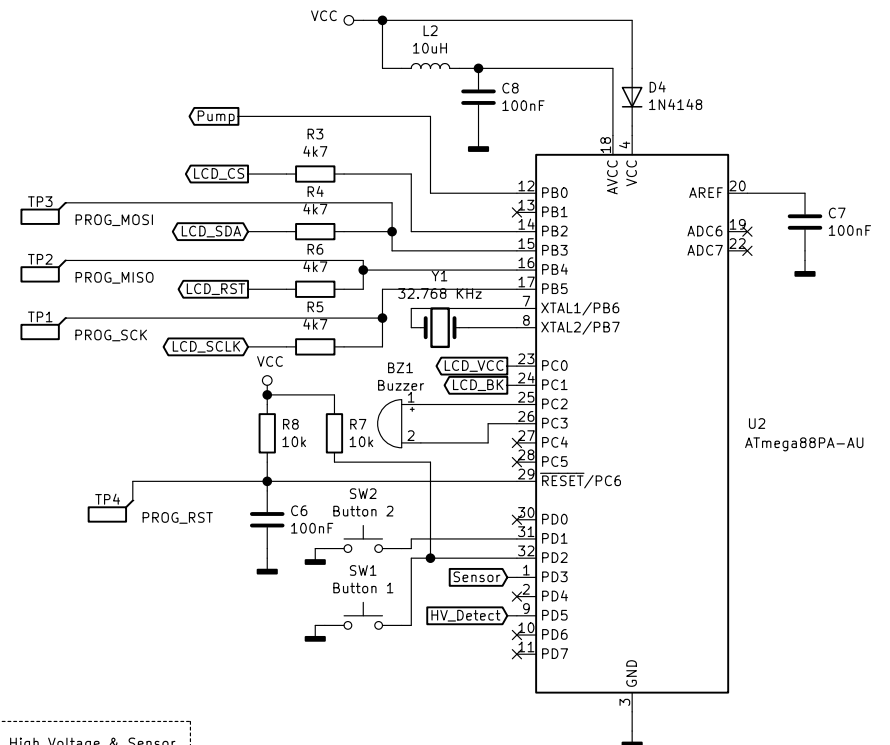 VCC
L2
10uH
C8
100nF
D4
1N4148
Pump
R3
4k7
LCD_CS
R4
4k7
TP3
PROG_MOSI
LCD_SDA
R6
4k7
TP2
PROG_MISO
LCD_RST
R5
4k7
TP1
PROG_SCK
LCD_SCLK
Y1
32.768 KHz
VCC
R8
10k
R7
10k
BZ1
Buzzer
1
+
2
LCD_VCC
LCD_BK
TP4
PROG_RST
C6
100nF
SW2
Button 2
SW1
Button 1
Sensor
HV_Detect
18 AVCC
4 VCC
12 PB0
13 PB1
14 PB2
15 PB3
16 PB4
17 PB5
7 XTAL1/PB6
8 XTAL2/PB7
23 PC0
24 PC1
25 PC2
26 PC3
27 PC4
28 PC5
29 RESET/PC6
30 PD0
31 PD1
32 PD2
1 PD3
2 PD4
9 PD5
10 PD6
11 PD7
AREF 20
ADC6 19
ADC7 22
C7
100nF
U2
ATmega88PA-AU
GND
3
High Voltage & Sensor